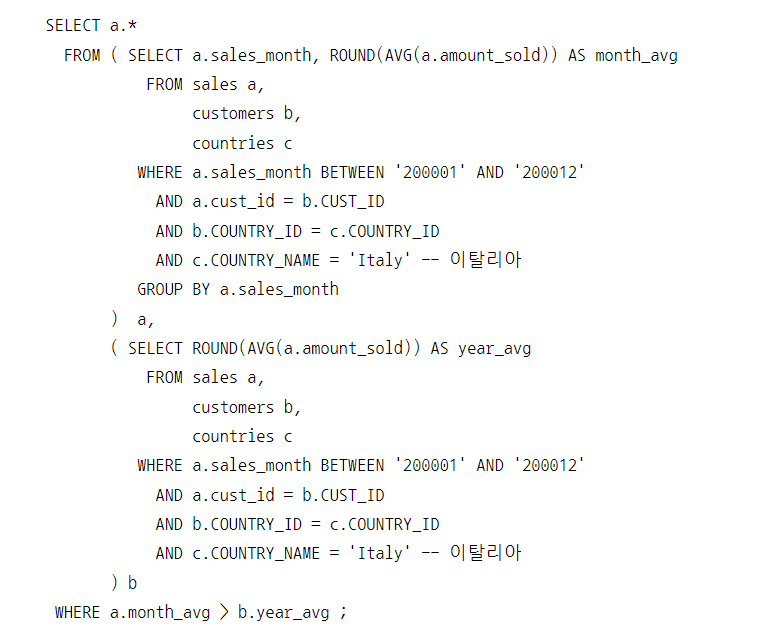 SELECT a.*
FROM ( SELECT a.sales_month, ROUND(AVG(a.amount_sold)) AS month_avg
FROM sales a,
customers b,
countries c
WHERE a.sales_month BETWEEN '200001' AND '200012'
AND a.cust_id = b.CUST_ID
AND b.COUNTRY_ID = c.COUNTRY_ID
AND c.COUNTRY_NAME = 'Italy' -- 이탈리아
GROUP BY a.sales_month
) a,
( SELECT ROUND(AVG(a.amount_sold)) AS year_avg
FROM sales a,
customers b,
countries c
WHERE a.sales_month BETWEEN '200001' AND '200012'
AND a.cust_id = b.CUST_ID
AND b.COUNTRY_ID = c.COUNTRY_ID
AND c.COUNTRY_NAME = 'Italy' -- 이탈리아
) b
WHERE a.month_avg > b.year_avg ;